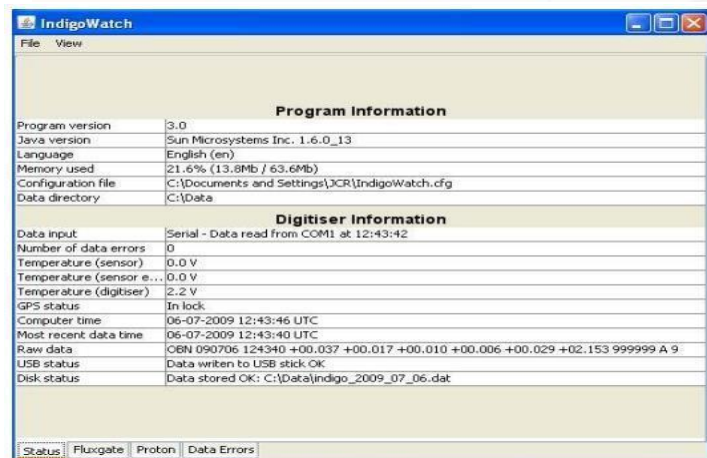 IndigoWatch
File View
Program Information
Program version 3.0
Java version Sun Microsystems Inc. 1.6.0_13
Language English (en)
Memory used 21.6% (13.8Mb / 63.6Mb)
Configuration file C:\Documents and Settings\JCR\IndigoWatch.cfg
Data directory C:\Data
Digitiser Information
Data input Serial - Data read from COM1 at 12:43:42
Number of data errors 0
Temperature (sensor) 0.0 V
Temperature (sensor e... 0.0 V
Temperature (digitiser) 2.2 V
GPS status In lock
Computer time 06-07-2009 12:43:46 UTC
Most recent data time 06-07-2009 12:43:40 UTC
Raw data OBN 090706 124340 +00.037 +00.017 +00.010 +00.006 +00.029 +02.153 999999 A 9
USB status Data writen to USB stick OK
Disk status Data stored OK: C:\Data\indigo_2009_07_06.dat
Status Fluxgate Proton Data Errors